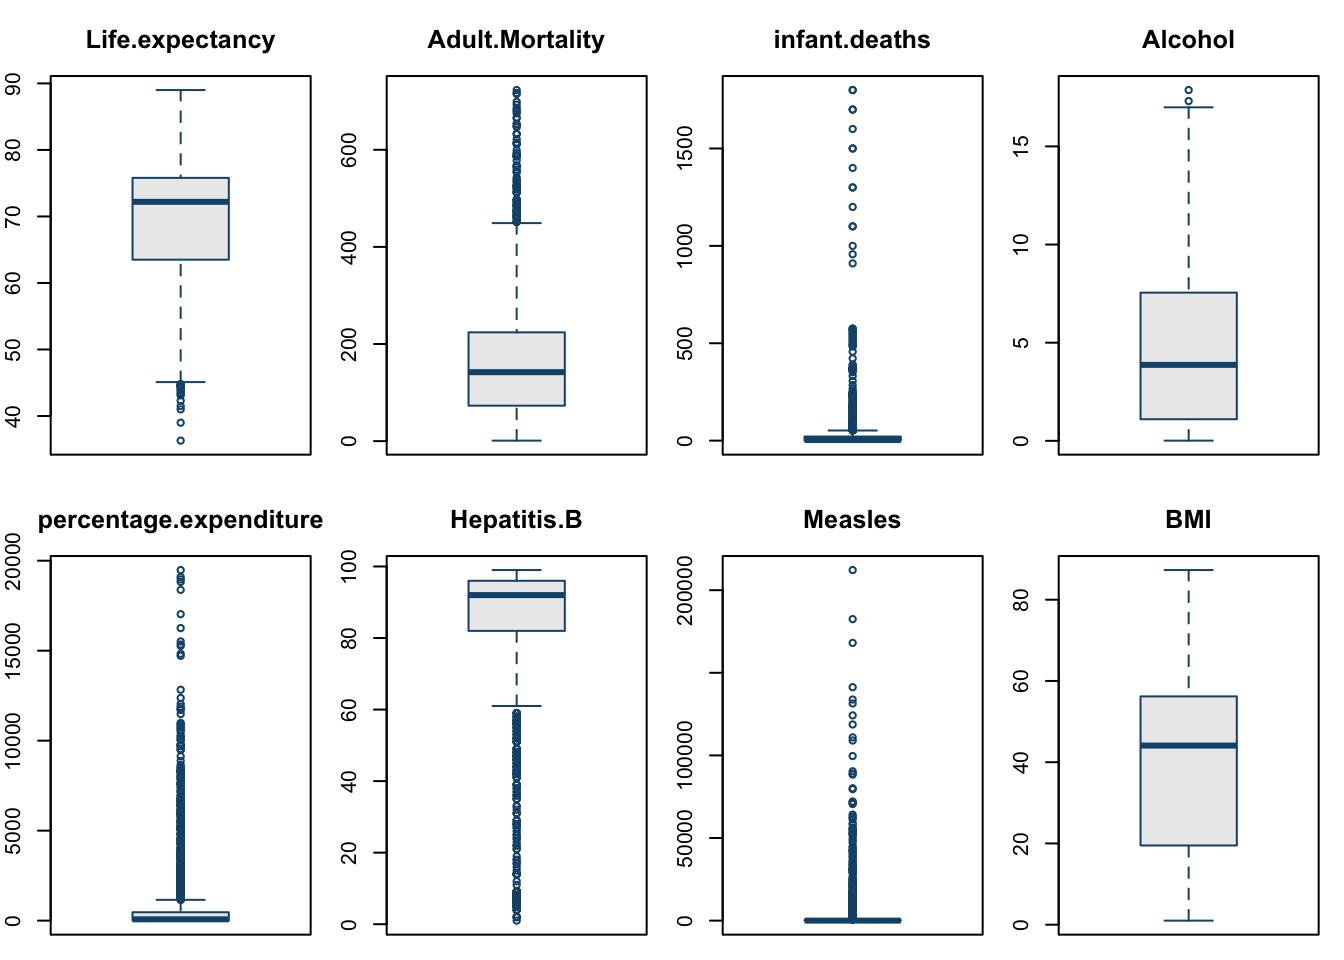 Life.expectancy
40 50 60 70 80 90
Adult.Mortality
0 200 400 600
infant.deaths
0 500 1000 1500
Alcohol
0 5 10 15
percentage.expenditure
0 5000 10000 15000 20000
Hepatitis.B
0 20 40 60 80 100
Measles
0 50000 100000 200000
BMI
0 20 40 60 80